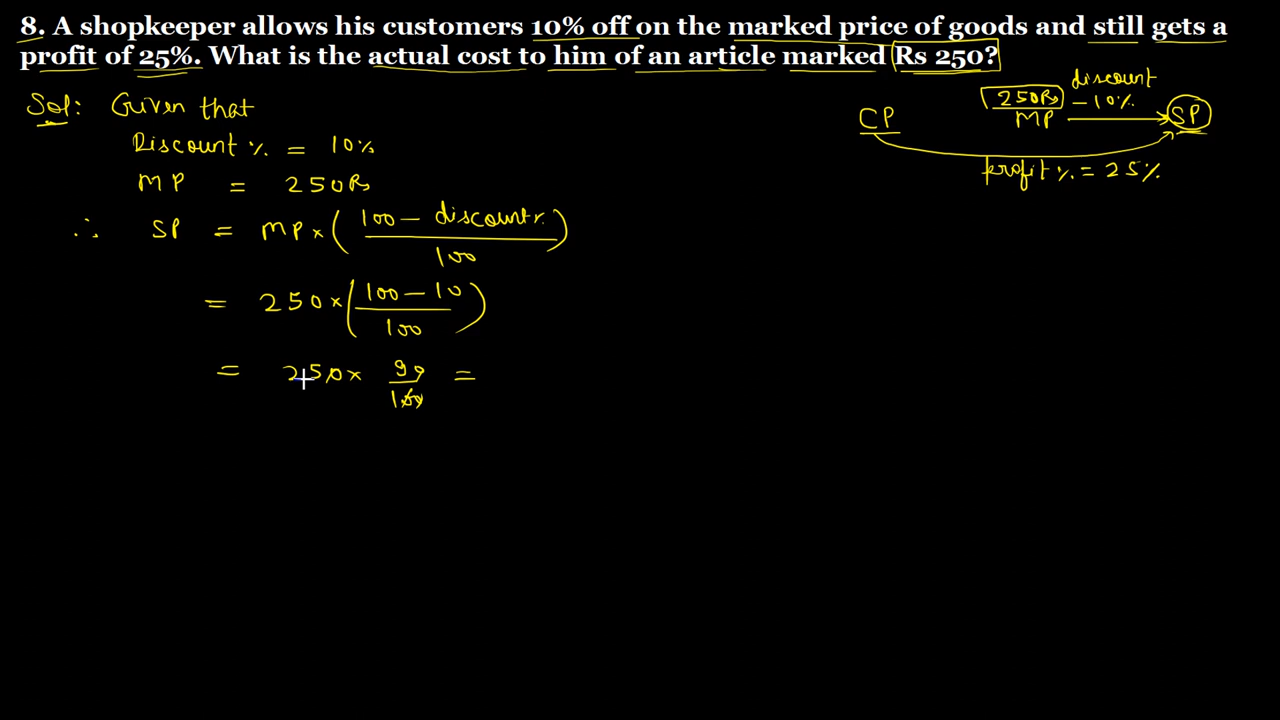 8. A shopkeeper allows his customers 10% off on the marked price of goods and still gets a
profit of 25%. What is the actual cost to him of an article marked Rs 250?
Sol: Given that
Discount % = 10%
MP = 250Rs
∴ SP = MP × ( 100 - discount% / 100 )
= 250 × ( 100 - 10 / 100 )
= 250 × 90 / 100 =
discount
250Rs - 10%
CP MP SP
profit % = 25%